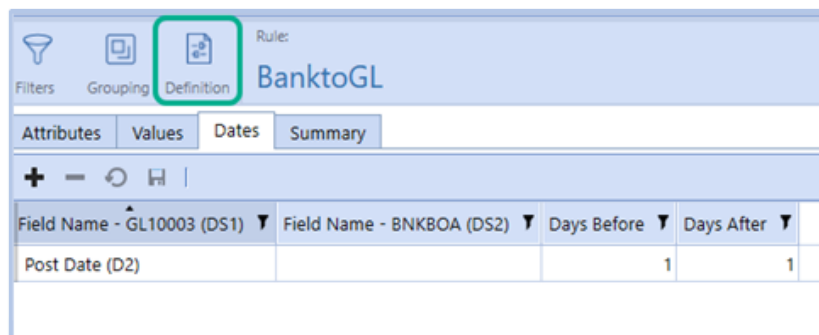 Rule:
Filters Grouping Definition BanktoGL
Attributes Values Dates Summary
Field Name - GL10003 (DS1) Field Name - BNKBOA (DS2) Days Before Days After
Post Date (D2) 1 1